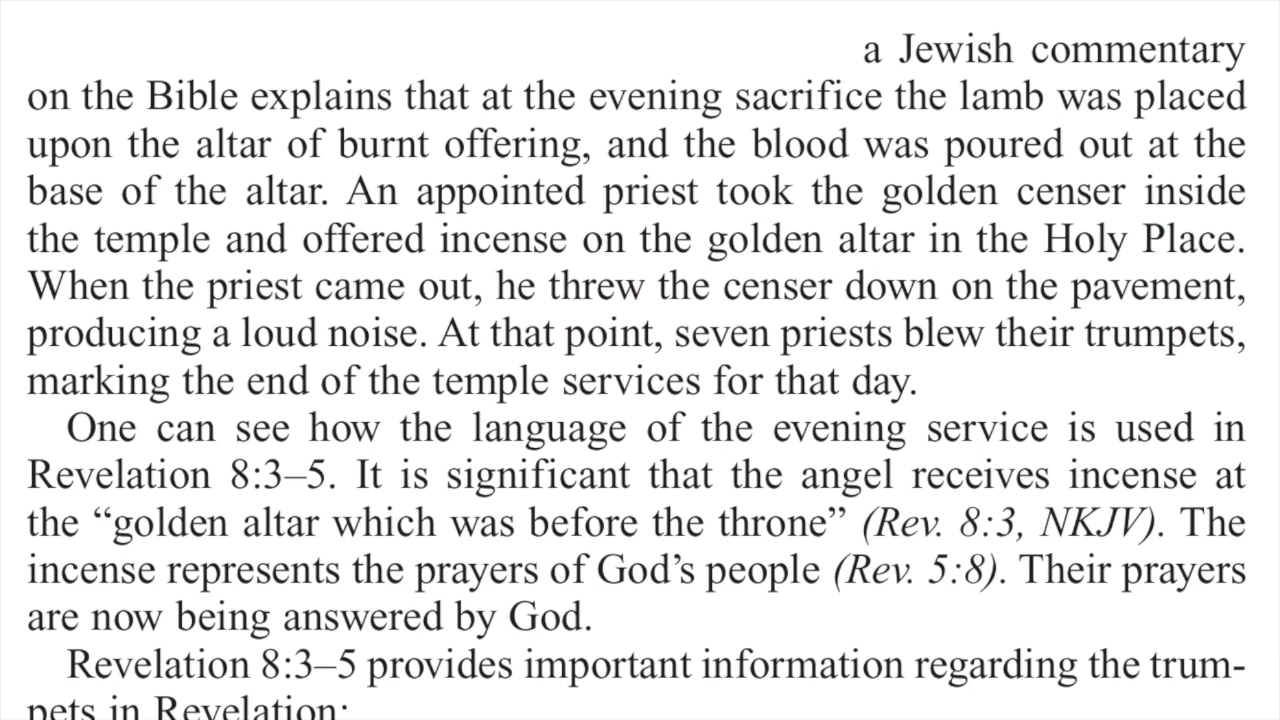 a Jewish commentary
on the Bible explains that at the evening sacrifice the lamb was placed
upon the altar of burnt offering, and the blood was poured out at the
base of the altar. An appointed priest took the golden censer inside
the temple and offered incense on the golden altar in the Holy Place.
When the priest came out, he threw the censer down on the pavement,
producing a loud noise. At that point, seven priests blew their trumpets,
marking the end of the temple services for that day.
One can see how the language of the evening service is used in
Revelation 8:3–5. It is significant that the angel receives incense at
the “golden altar which was before the throne” (Rev. 8:3, NKJV). The
incense represents the prayers of God’s people (Rev. 5:8). Their prayers
are now being answered by God.
Revelation 8:3–5 provides important information regarding the trum-
pets in Revelation: